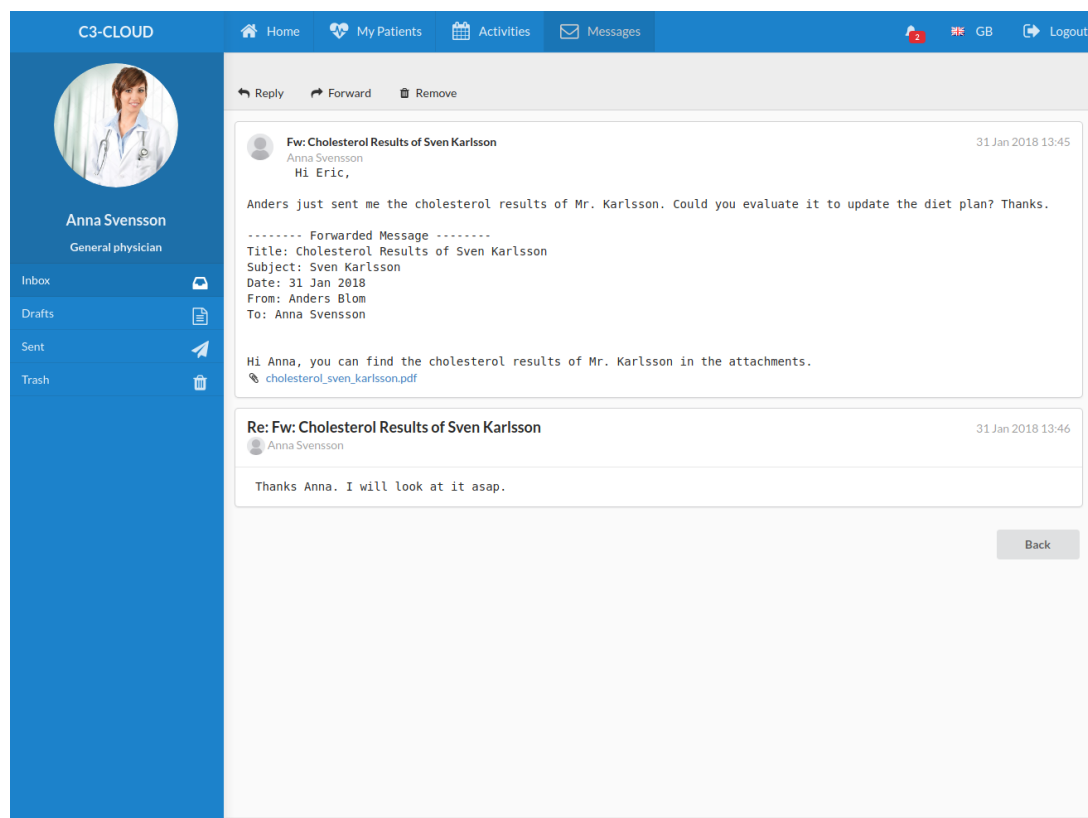 C3-CLOUD
Home
My Patients
Activities
Messages
2
GB
Logout
Anna Svensson
General physician
Inbox
Drafts
Sent
Trash
Reply
Forward
Remove
Fw: Cholesterol Results of Sven Karlsson
31 Jan 2018 13:45
Anna Svensson
Hi Eric,
Anders just sent me the cholesterol results of Mr. Karlsson. Could you evaluate it to update the diet plan? Thanks.
-------- Forwarded Message --------
Title: Cholesterol Results of Sven Karlsson
Subject: Sven Karlsson
Date: 31 Jan 2018
From: Anders Blom
To: Anna Svensson
Hi Anna, you can find the cholesterol results of Mr. Karlsson in the attachments.
cholesterol_sven_karlsson.pdf
Re: Fw: Cholesterol Results of Sven Karlsson
31 Jan 2018 13:46
Anna Svensson
Thanks Anna. I will look at it asap.
Back